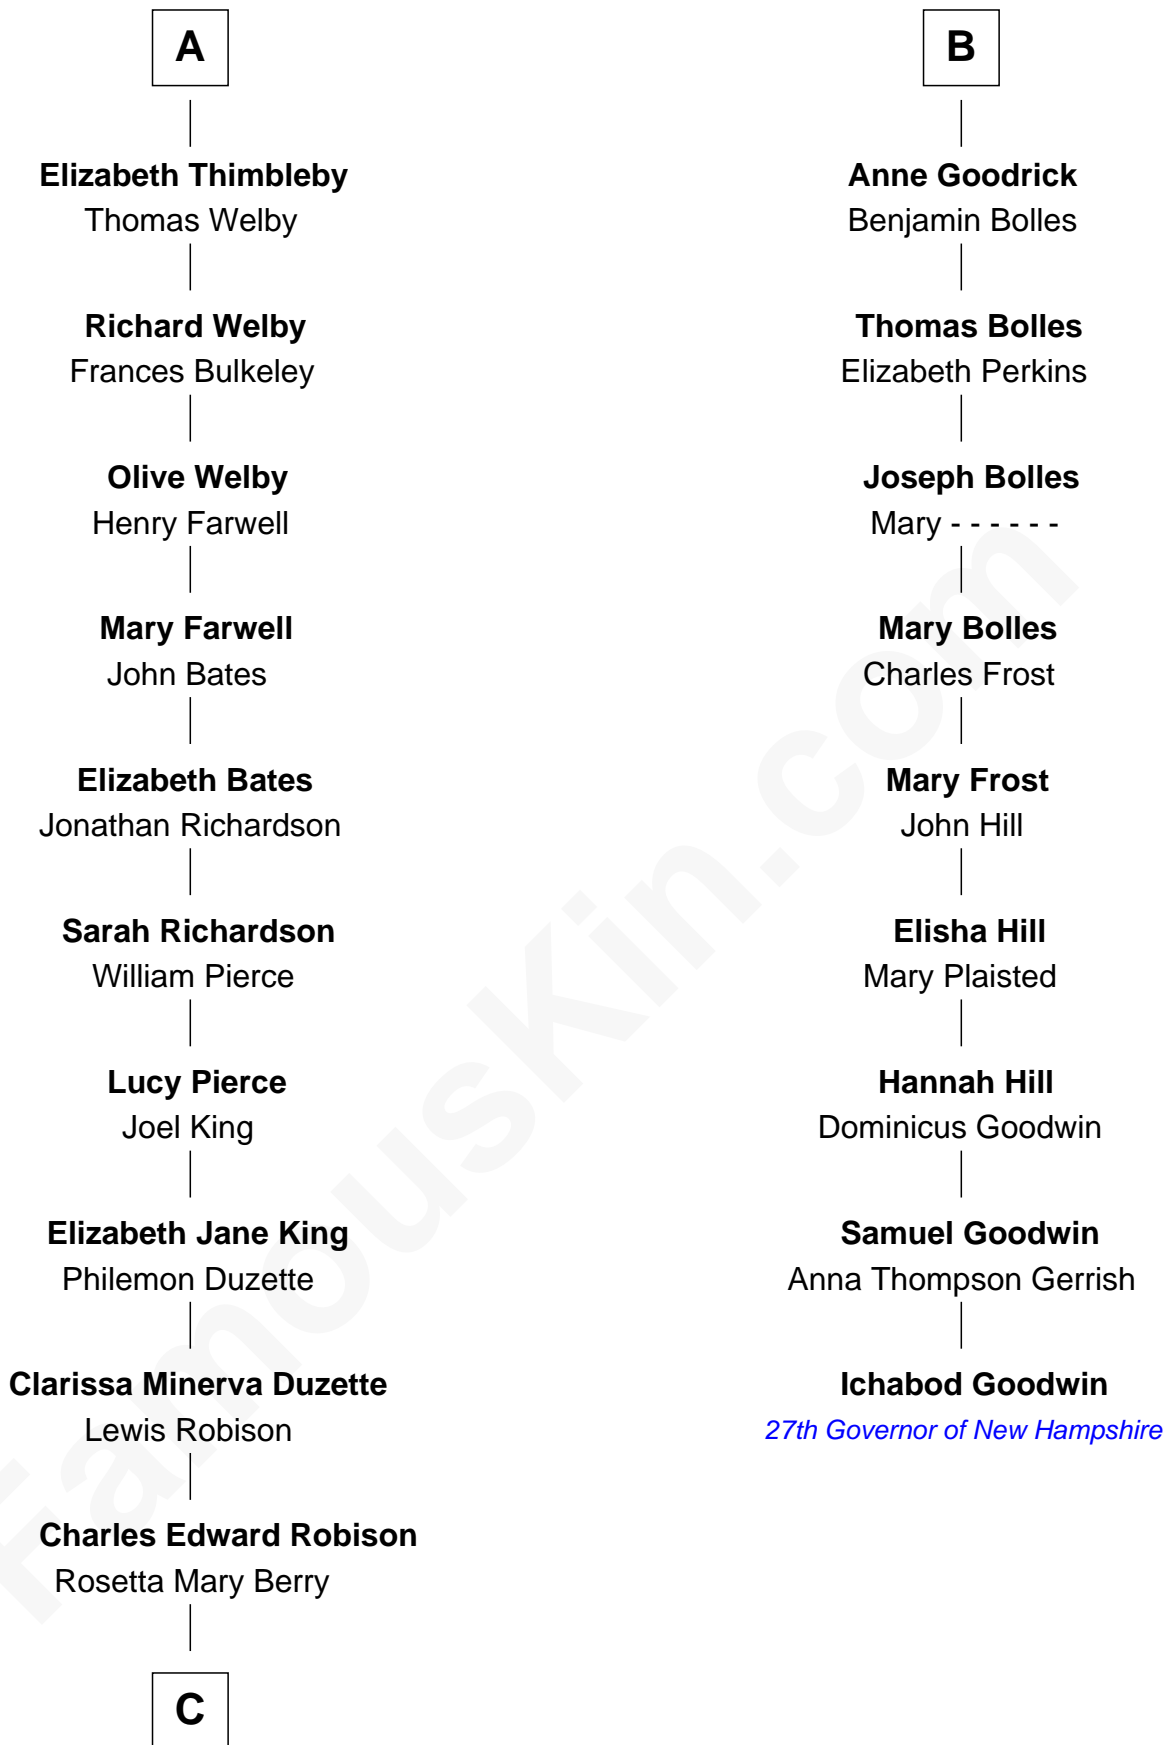 A
Elizabeth Thimbleby
Thomas Welby
Richard Welby
Frances Bulkeley
Olive Welby
Henry Farwell
Mary Farwell
John Bates
Elizabeth Bates
Jonathan Richardson
Sarah Richardson
William Pierce
Lucy Pierce
Joel King
Elizabeth Jane King
Philemon Duzette
Clarissa Minerva Duzette
Lewis Robison
Charles Edward Robison
Rosetta Mary Berry
C
B
Anne Goodrick
Benjamin Bolles
Thomas Bolles
Elizabeth Perkins
Joseph Bolles
Mary - - - - - -
Mary Bolles
Charles Frost
Mary Frost
John Hill
Elisha Hill
Mary Plaisted
Hannah Hill
Dominicus Goodwin
Samuel Goodwin
Anna Thompson Gerrish
Ichabod Goodwin
27th Governor of New Hampshire
FamousKin.com